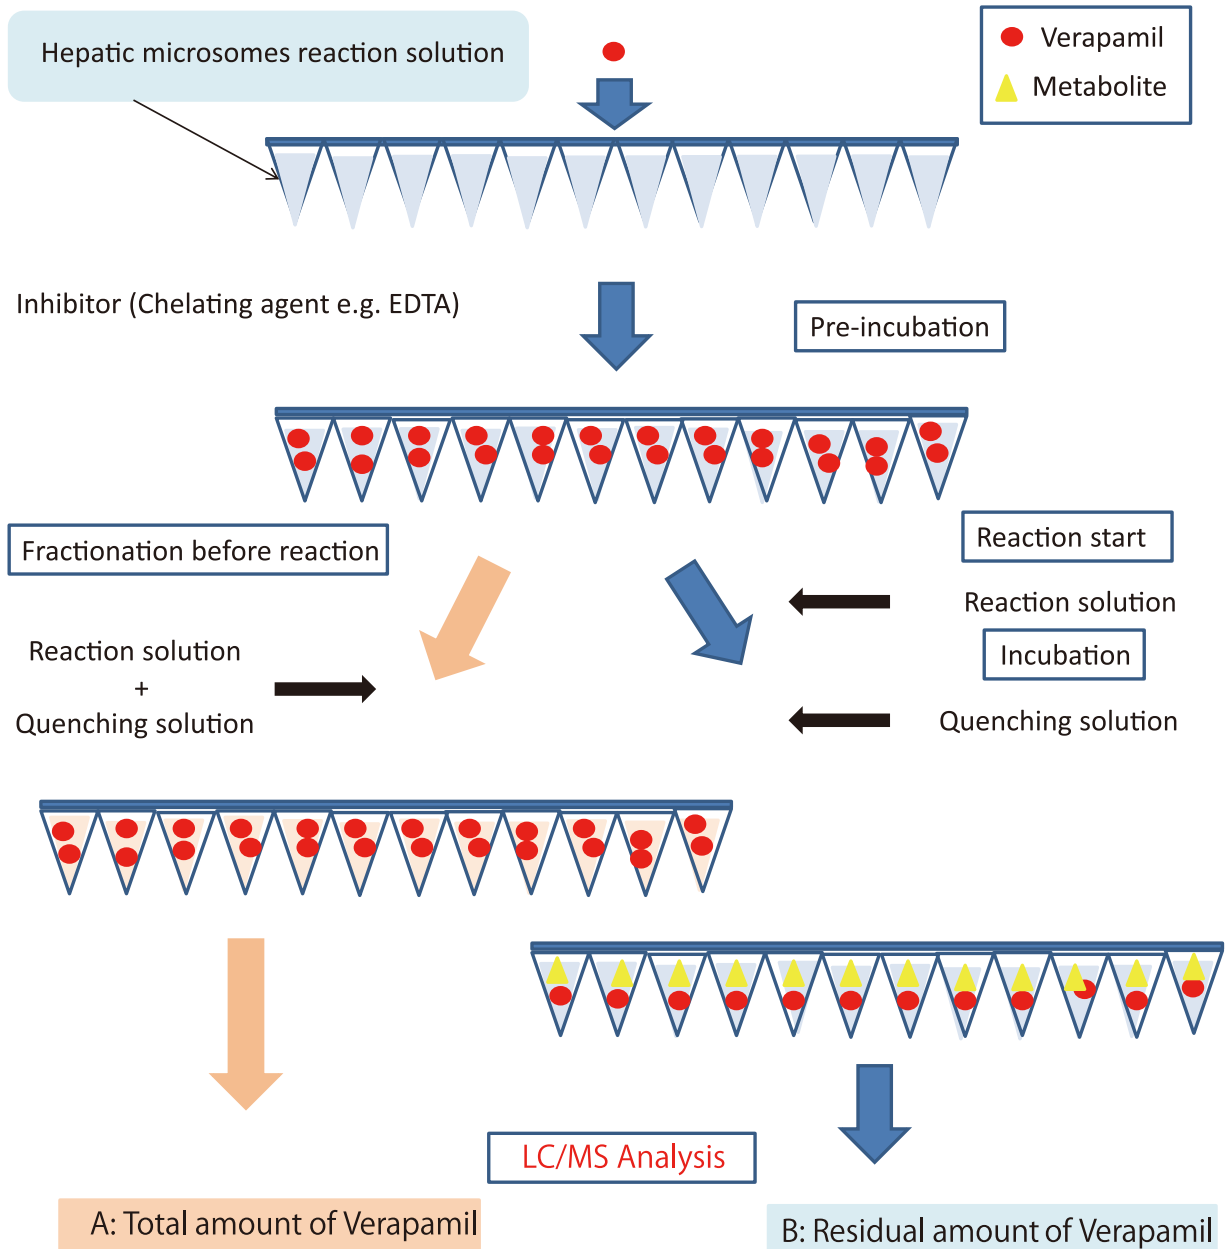 Hepatic microsomes reaction solution
Verapamil
Metabolite
Inhibitor (Chelating agent e.g. EDTA)
Pre-incubation
Fractionation before reaction
Reaction start
Reaction solution
Incubation
Quenching solution
Reaction solution
+
Quenching solution
LC/MS Analysis
A: Total amount of Verapamil
B: Residual amount of Verapamil